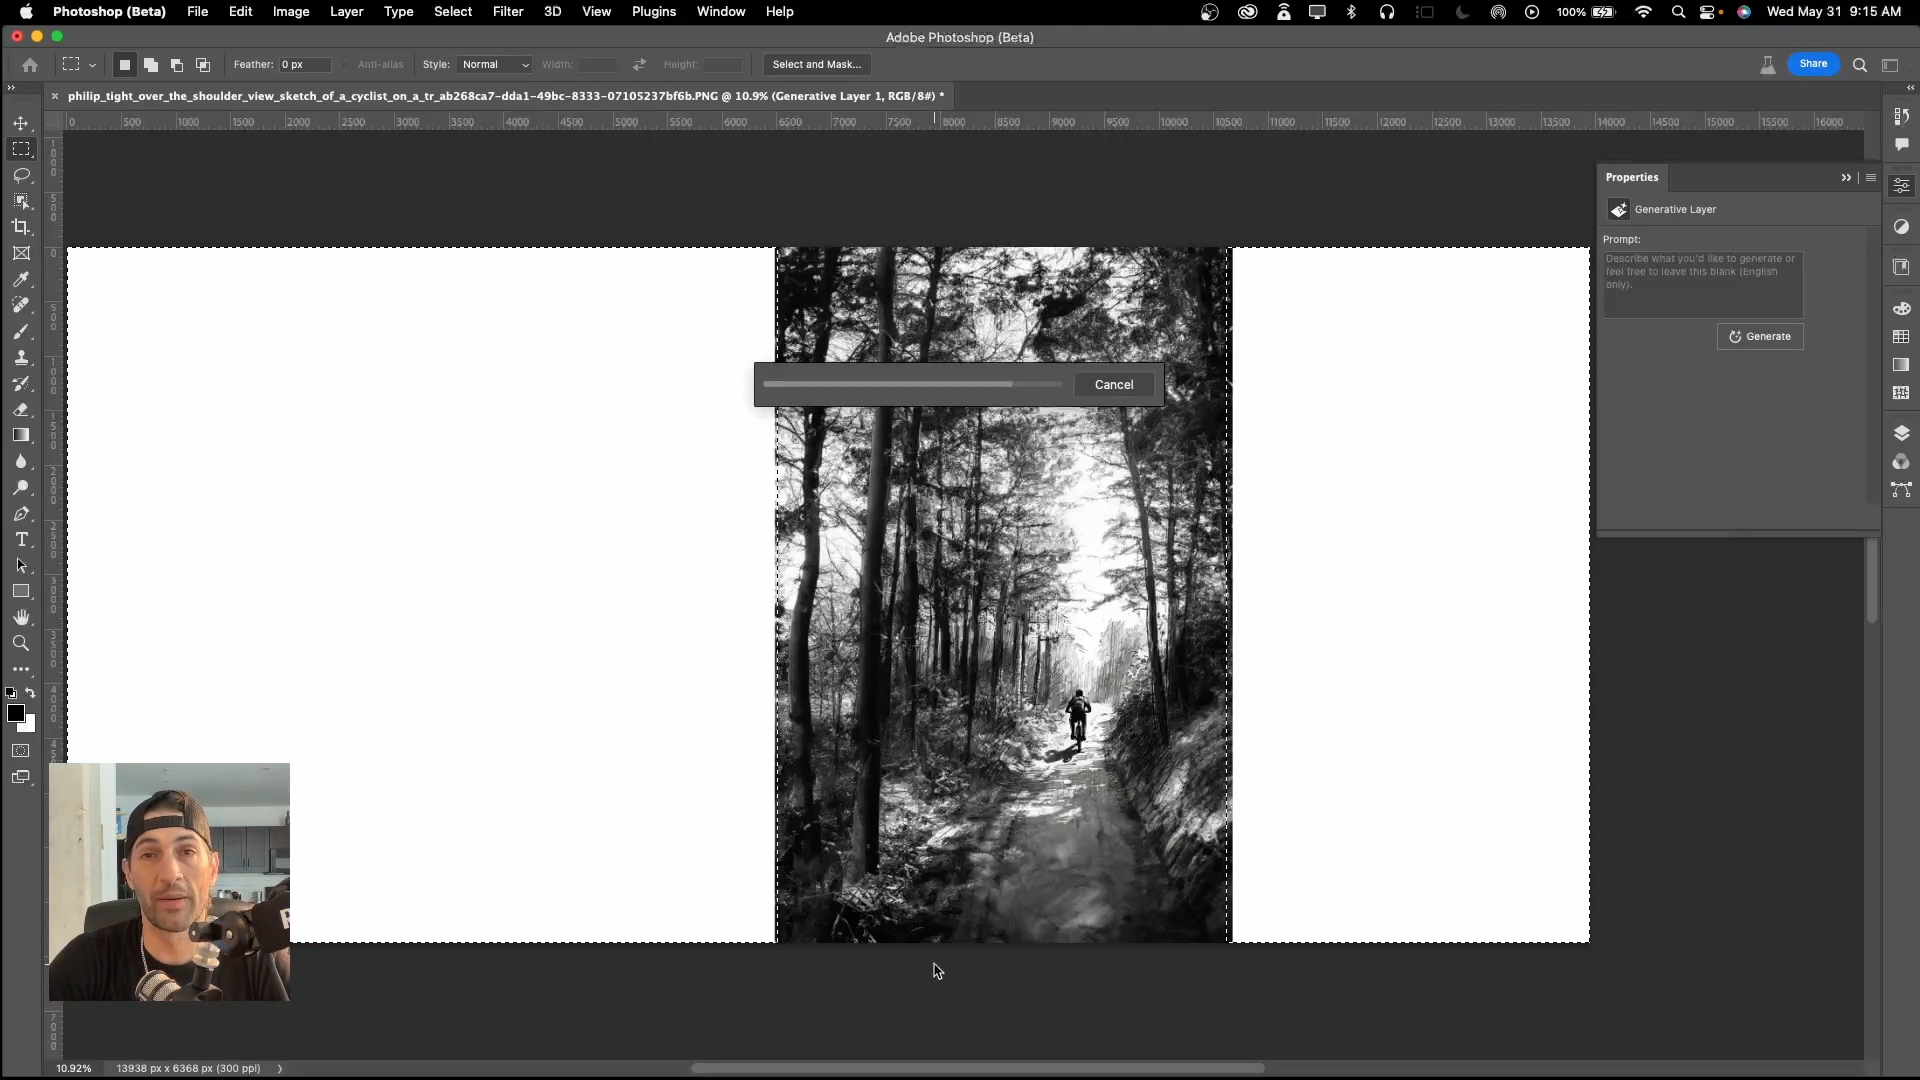 Photoshop (Beta) File Edit Image Layer Type Select Filter 3D View Plugins Window Help 100% Wed May 31 9:15 AM
Adobe Photoshop (Beta)
Feather: 0 px Anti-alias Style: Normal Width: Height: Select and Mask... Share
philip_tight_over_the_shoulder_view_sketch_of_a_cyclist_on_a_tr_ab268ca7-dda1-49bc-8333-07105237bf6b.PNG @ 10.9% (Generative Layer 1, RGB/8#) *
0 500 1000 1500 2000 2500 3000 3500 4000 4500 5000 5500 6000 6500 7000 7500 8000 8500 9000 9500 10000 10500 11000 11500 12000 12500 13000 13500 14000 14500 15000 15500 16000
Properties
Generative Layer
Prompt:
Describe what you'd like to generate or
feel free to leave this blank (English
only).
Generate
Cancel
10.92% 13938 px x 6368 px (300 ppi)